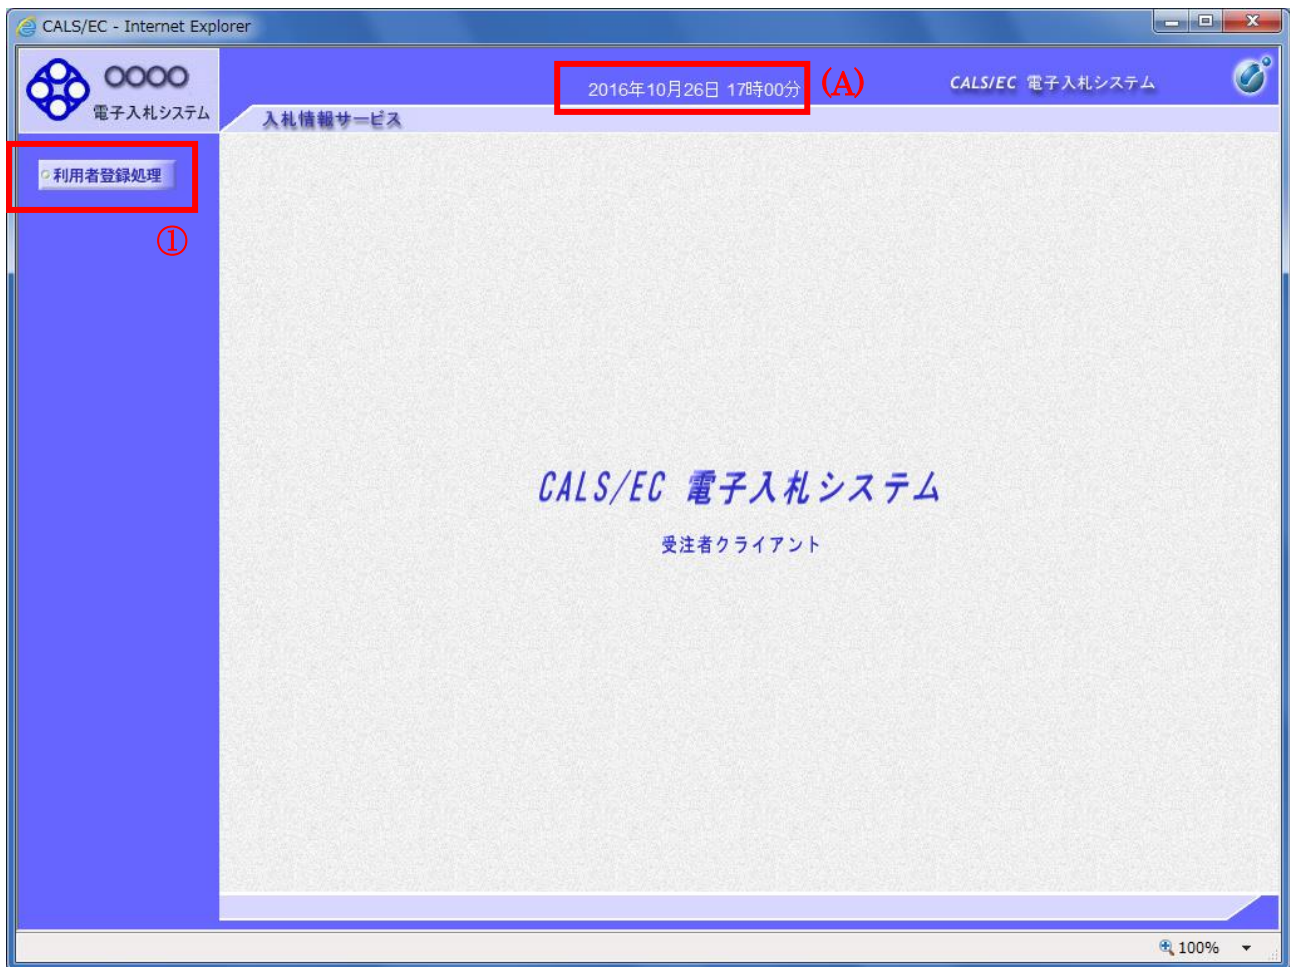 CALS/EC - Internet Explorer
〇〇〇〇
電子入札システム
2016年10月26日 17時00分
(A)
CALS/EC 電子入札システム
入札情報サービス
利用者登録処理
①
CALS/EC 電子入札システム
受注者クライアント
100%